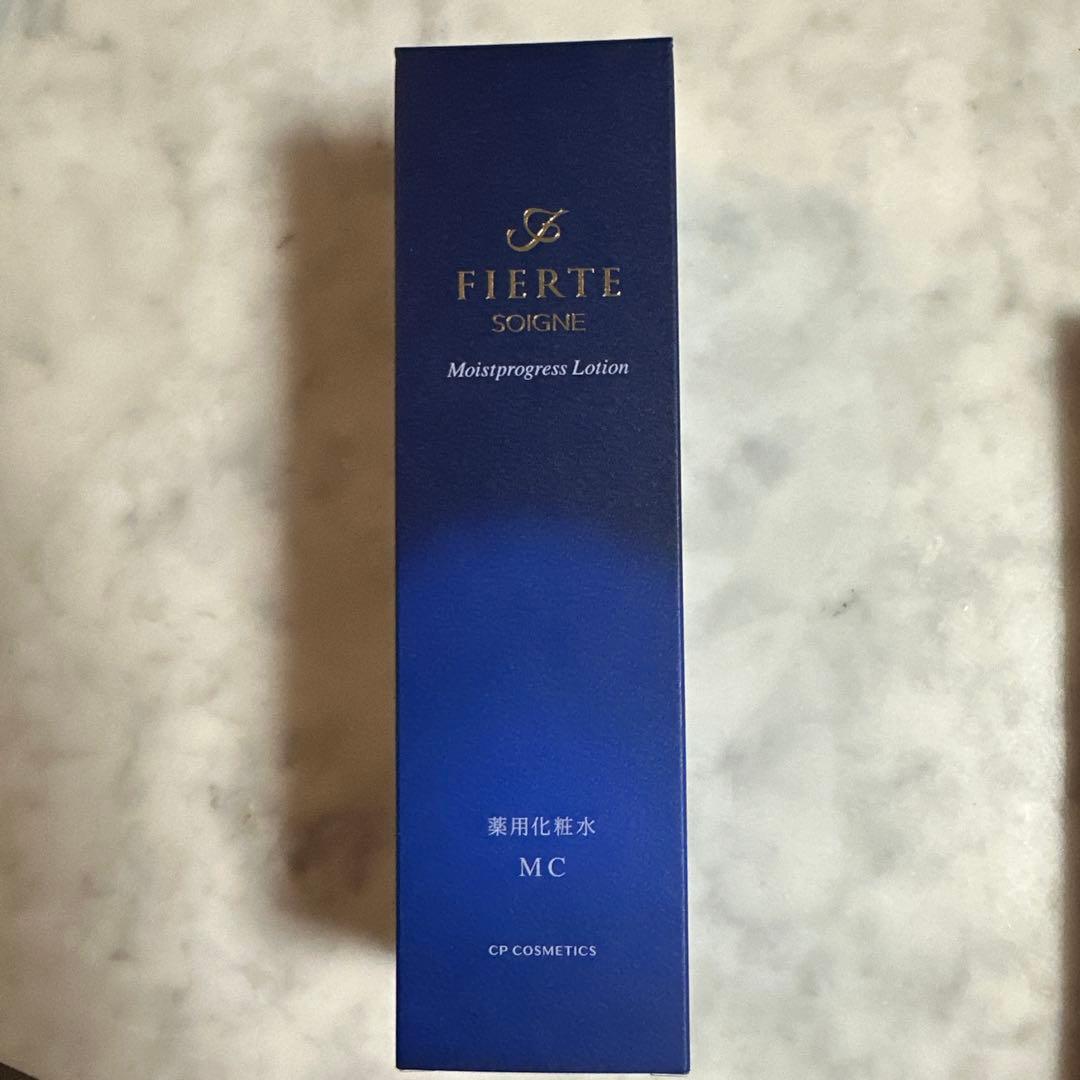 FIERTE
SOIGNE
Moistprogress Lotion
薬用化粧水
MC
CP COSMETICS